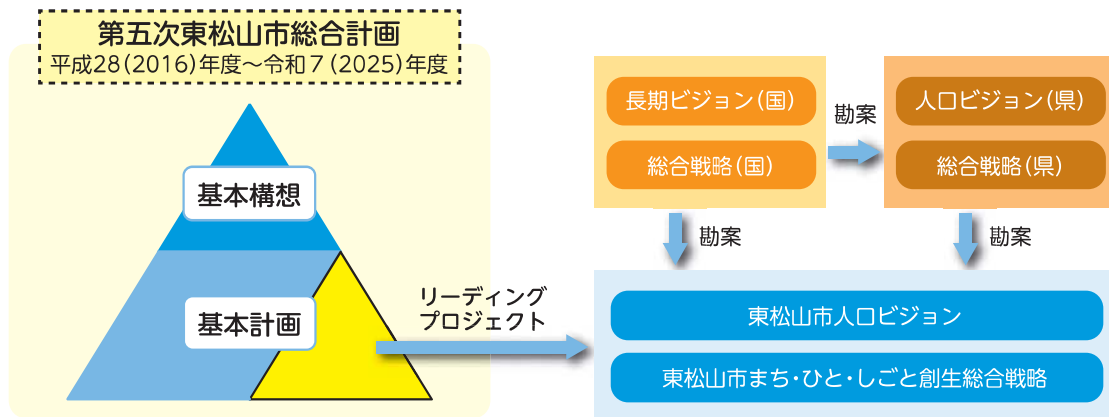 第五次東松山市総合計画
平成28(2016)年度~令和7(2025)年度
基本構想
基本計画
リーディング
プロジェクト
長期ビジョン(国)
総合戦略(国)
勘案
人口ビジョン(県)
総合戦略(県)
勘案
勘案
東松山市人口ビジョン
東松山市まち・ひと・しごと創生総合戦略